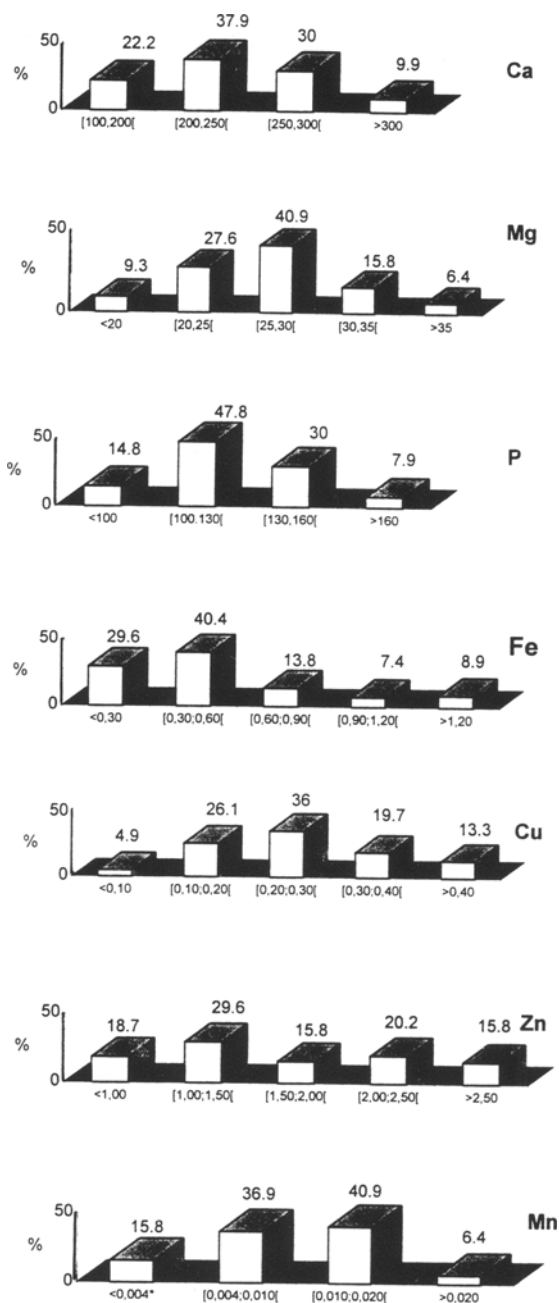 50 22.2 37.9 30 9.9 Ca
%
0
[100,200[ [200,250[ [250,300[ >300
50 9.3 27.6 40.9 15.8 6.4 Mg
%
0
<20 [20,25[ [25,30[ [30,35[ >35
50 14.8 47.8 30 7.9 P
%
0
<100 [100.130[ [130,160[ >160
50 29.6 40.4 13.8 7.4 8.9 Fe
%
0
<0,30 [0,30;0,60[ [0,60;0,90[ [0,90;1,20[ >1,20
50 4.9 26.1 36 19.7 13.3 Cu
%
0
<0,10 [0,10;0,20[ [0,20;0,30[ [0,30;0,40[ >0,40
50 18.7 29.6 15.8 20.2 15.8 Zn
%
0
<1,00 [1,00;1,50[ [1,50;2,00[ [2,00;2,50[ >2,50
50 15.8 36.9 40.9 6.4 Mn
%
0
<0,004* [0,004;0,010[ [0,010;0,020[ >0,020